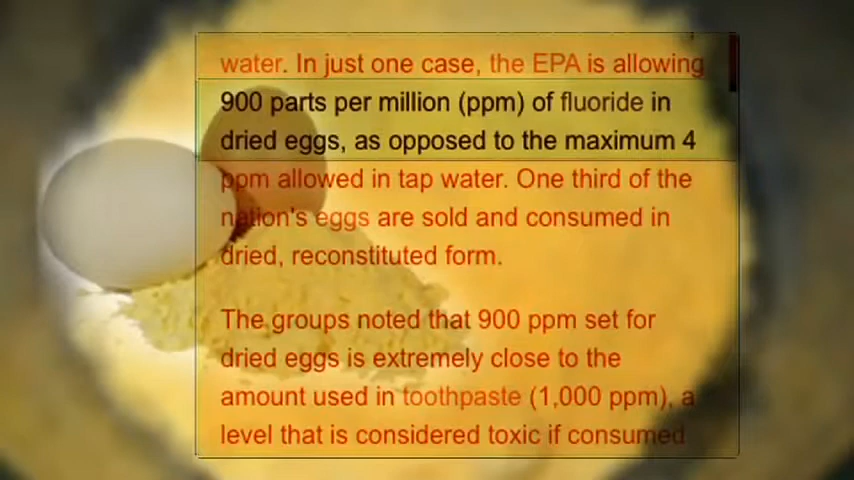 water. In just one case, the EPA is allowing
900 parts per million (ppm) of fluoride in
dried eggs, as opposed to the maximum 4
ppm allowed in tap water. One third of the
nation's eggs are sold and consumed in
dried, reconstituted form.
The groups noted that 900 ppm set for
dried eggs is extremely close to the
amount used in toothpaste (1,000 ppm), a
level that is considered toxic if consumed